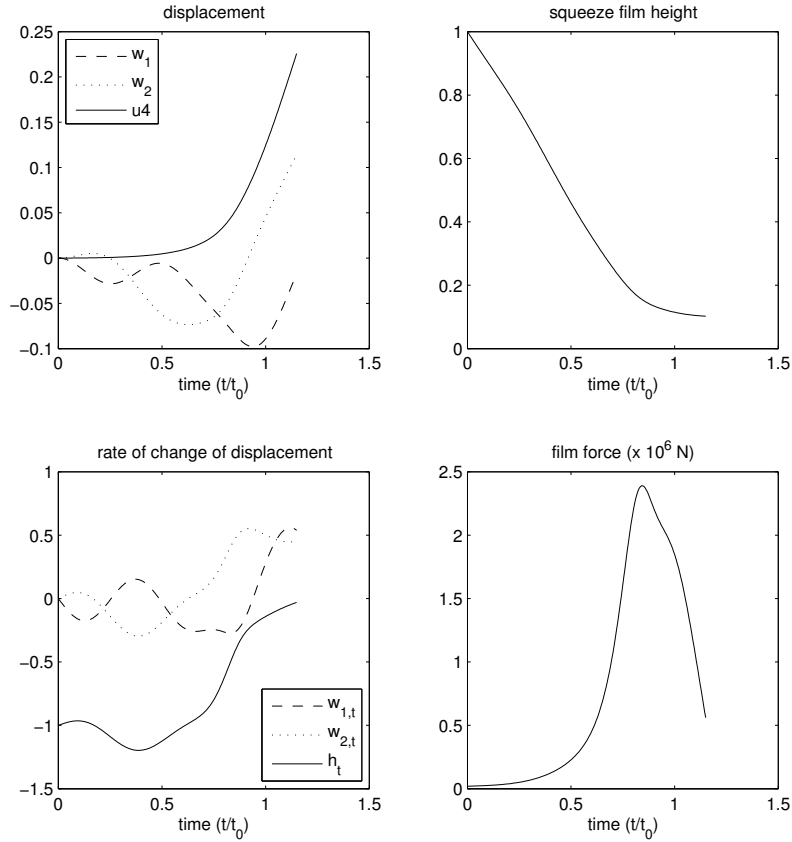 displacement
0.25
0.2
0.15
0.1
0.05
0
−0.05
−0.1
w1
w2
u4
0 0.5 1 1.5
time (t/t0)
squeeze film height
1
0.8
0.6
0.4
0.2
0
0 0.5 1 1.5
time (t/t0)
rate of change of displacement
1
0.5
0
−0.5
−1
−1.5
w1,t
w2,t
ht
0 0.5 1 1.5
time (t/t0)
film force (x 10^6 N)
2.5
2
1.5
1
0.5
0
0 0.5 1 1.5
time (t/t0)